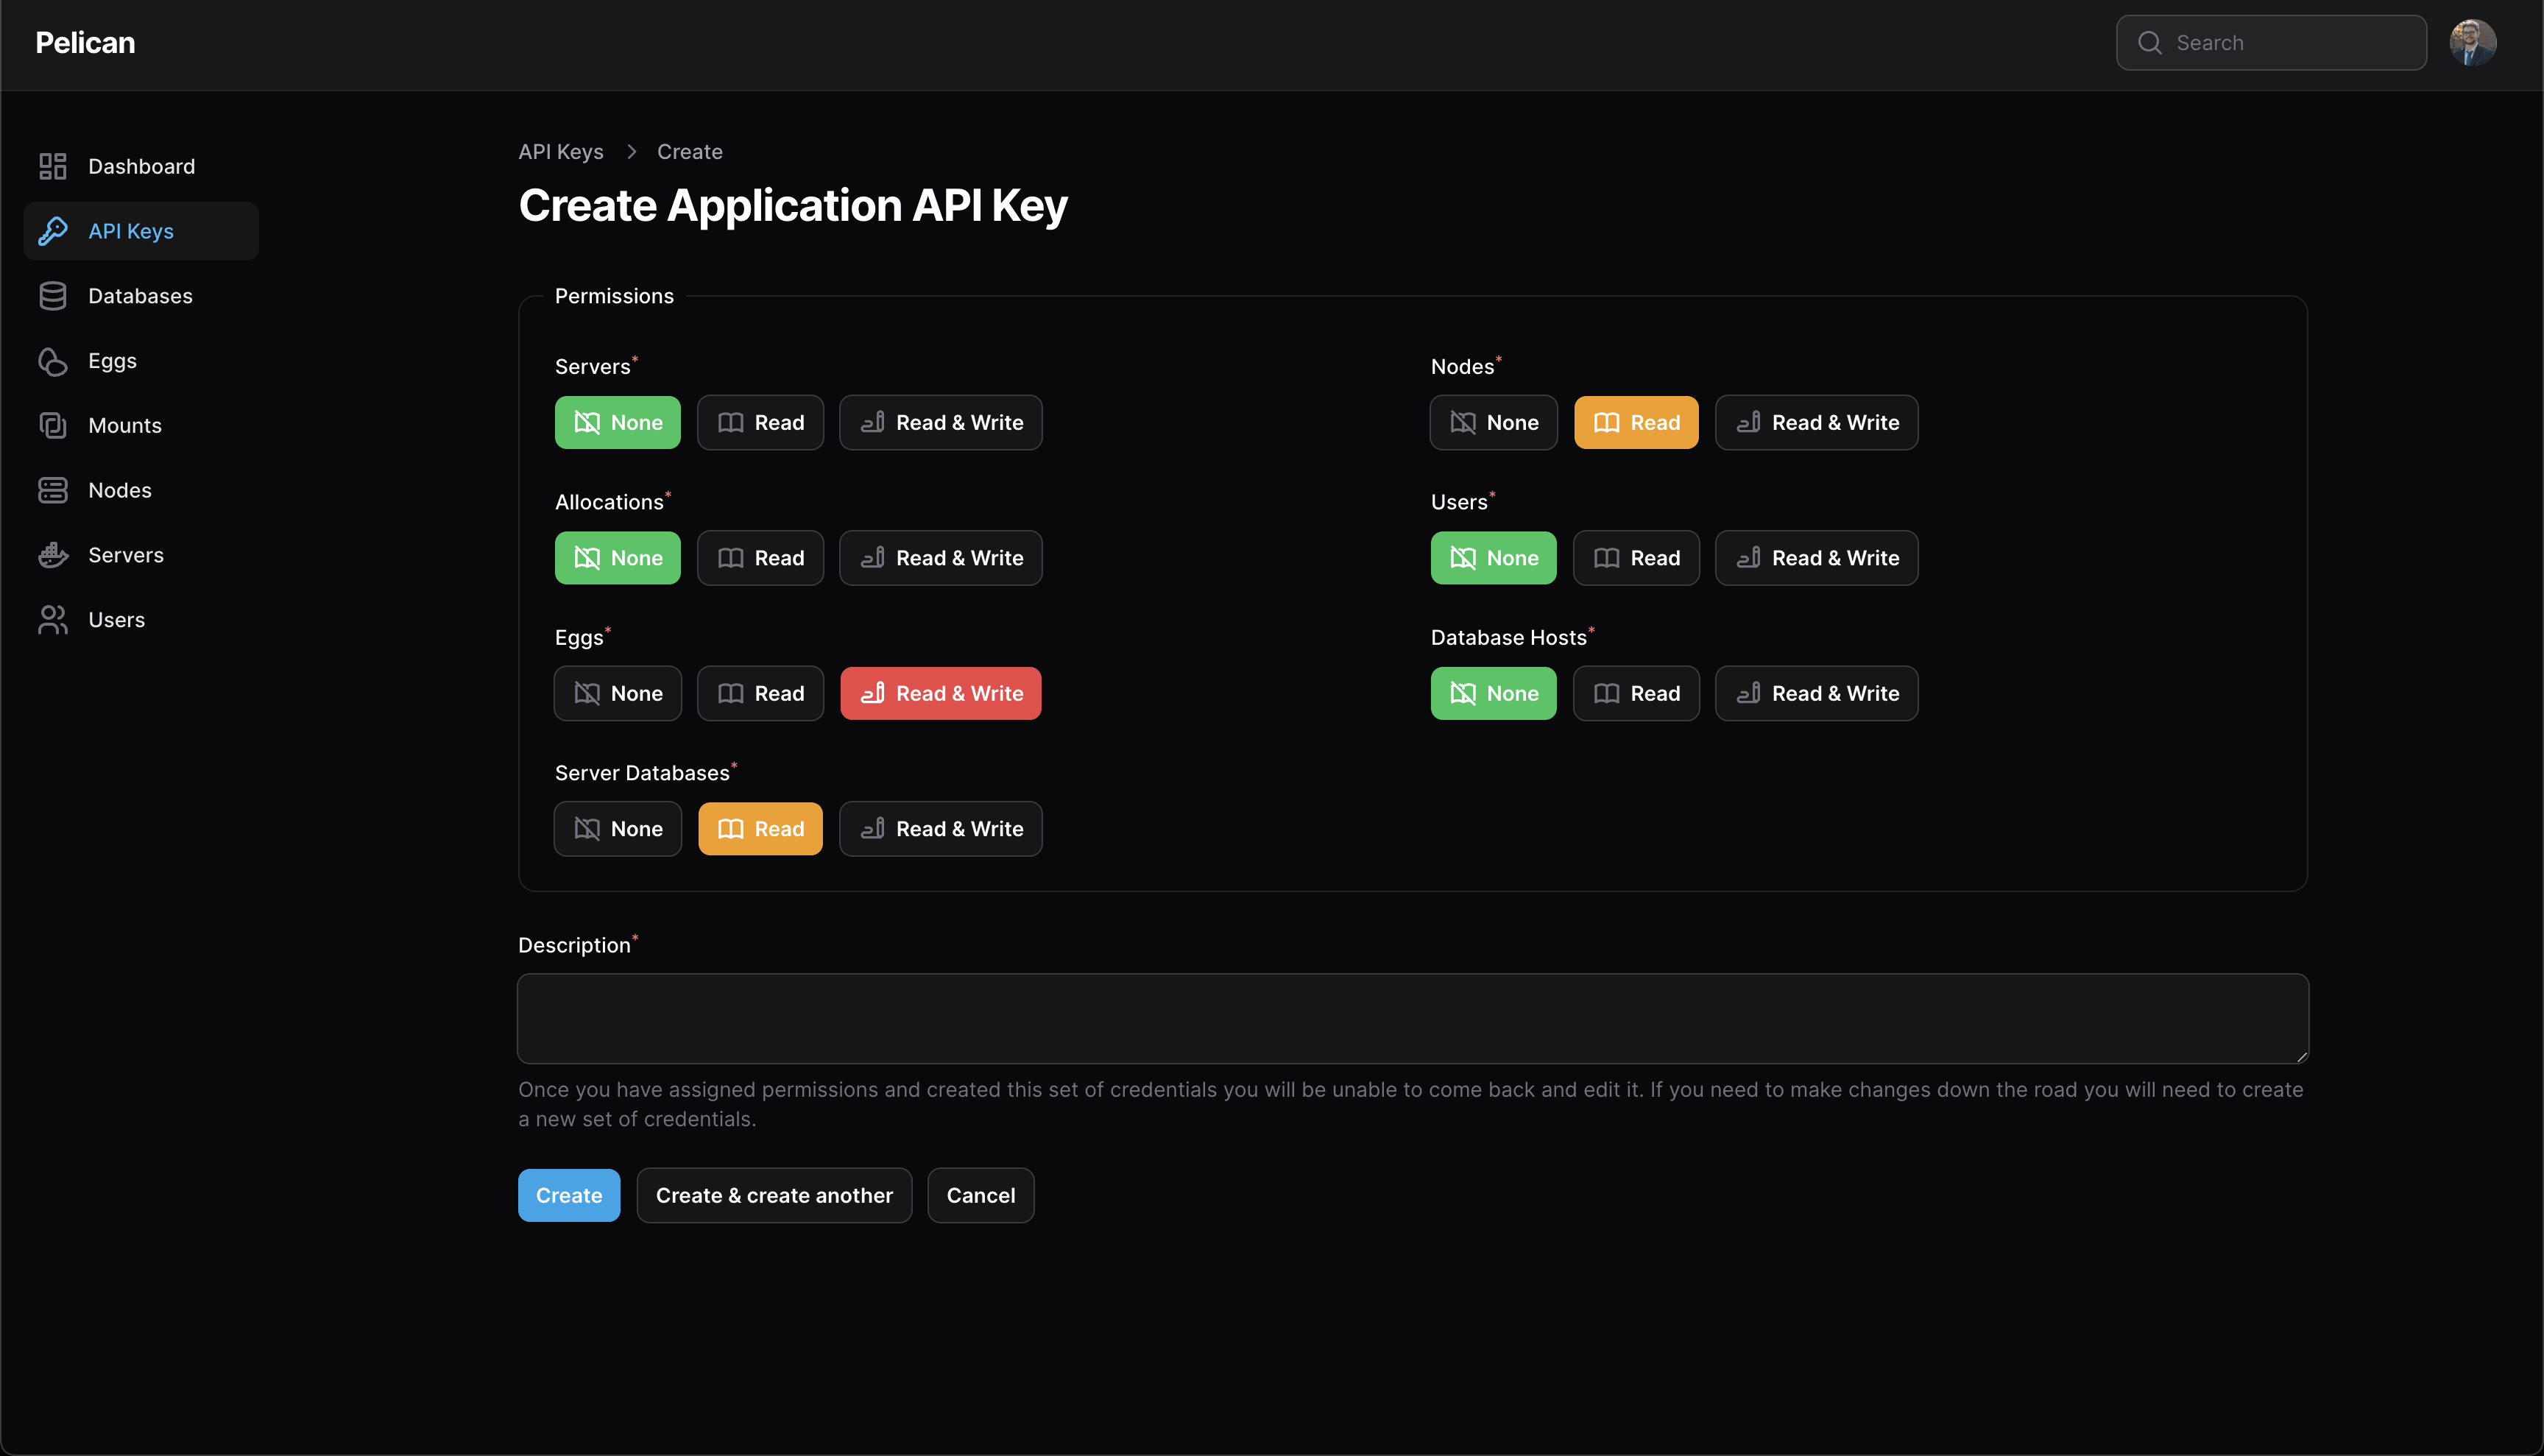 Pelican
Search
Dashboard
API Keys
Databases
Eggs
Mounts
Nodes
Servers
Users
API Keys > Create
Create Application API Key
Permissions
Servers*
None Read Read & Write
Nodes*
None Read Read & Write
Allocations*
None Read Read & Write
Users*
None Read Read & Write
Eggs*
None Read Read & Write
Database Hosts*
None Read Read & Write
Server Databases*
None Read Read & Write
Description*
Once you have assigned permissions and created this set of credentials you will be unable to come back and edit it. If you need to make changes down the road you will need to create
a new set of credentials.
Create Create & create another Cancel